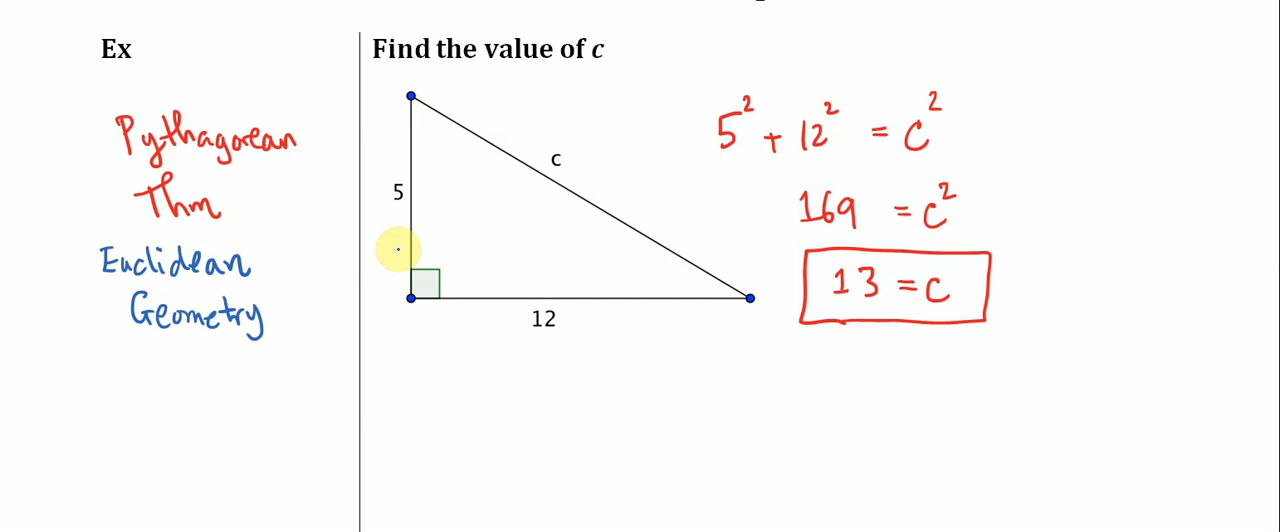 Ex
Pythagorean
Thm
Euclidean
Geometry
Find the value of c
c
5
12
5² + 12² = c²
169 = c²
13 = c